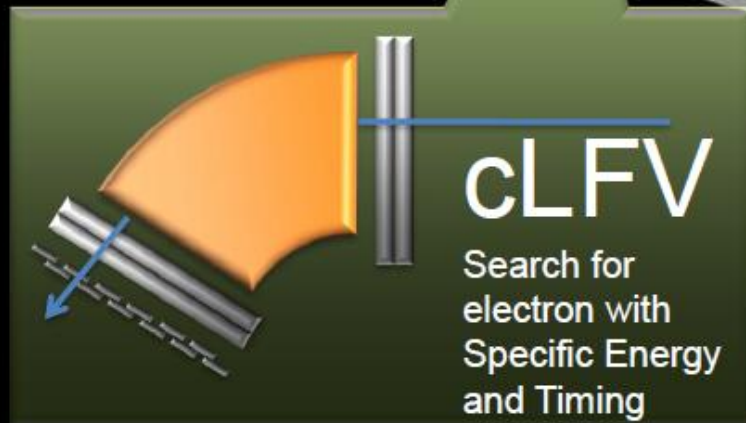 cLFV
Search for
electron with
Specific Energy
and Timing